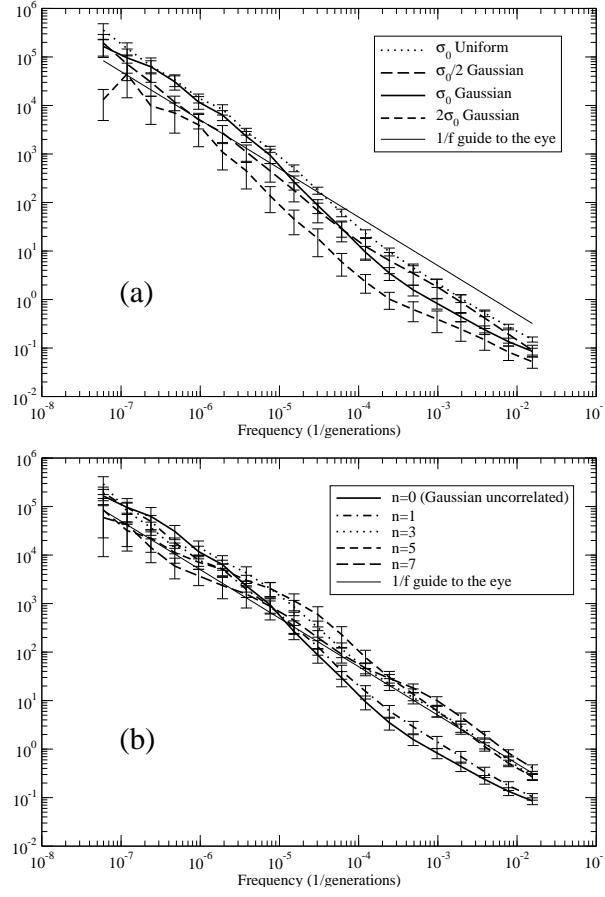 10^6
10^5
10^4
10^3
10^2
10^1
10^0
10^-1
10^-2
σ0 Uniform
σ0/2 Gaussian
σ0 Gaussian
2σ0 Gaussian
1/f guide to the eye
(a)
10^-8 10^-7 10^-6 10^-5 10^-4 10^-3 10^-2 10^-
Frequency (1/generations)
10^6
10^5
10^4
10^3
10^2
10^1
10^0
10^-1
10^-2
n=0 (Gaussian uncorrelated)
n=1
n=3
n=5
n=7
1/f guide to the eye
(b)
10^-8 10^-7 10^-6 10^-5 10^-4 10^-3 10^-2 10^-
Frequency (1/generations)